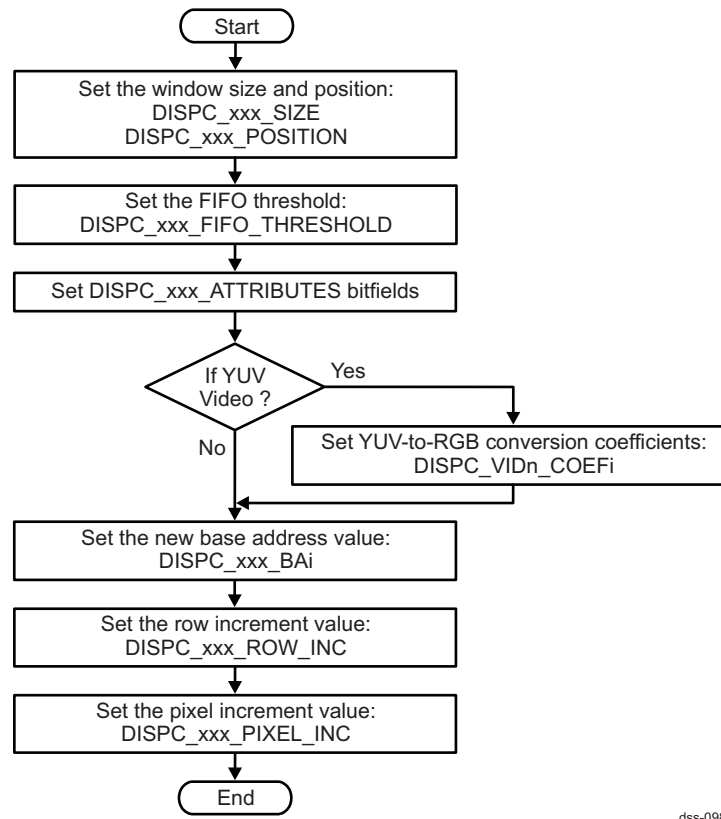 Start
Set the window size and position:
DISPC_xxx_SIZE
DISPC_xxx_POSITION
Set the FIFO threshold:
DISPC_xxx_FIFO_THRESHOLD
Set DISPC_xxx_ATTRIBUTES bitfields
If YUV
Video ?
Yes
No
Set YUV-to-RGB conversion coefficients:
DISPC_VIDn_COEFi
Set the new base address value:
DISPC_xxx_BAi
Set the row increment value:
DISPC_xxx_ROW_INC
Set the pixel increment value:
DISPC_xxx_PIXEL_INC
End